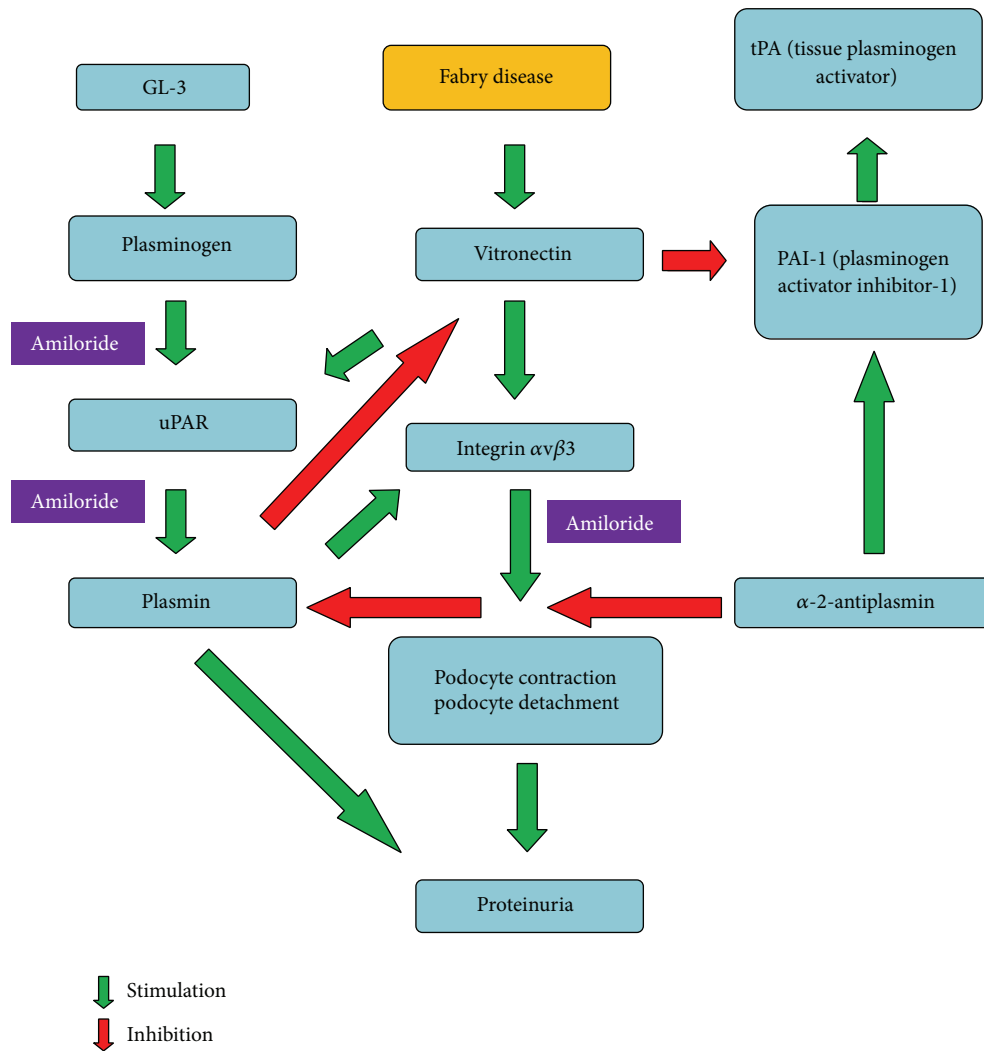 GL-3
Fabry disease
tPA (tissue plasminogen
activator)
Plasminogen
Vitronectin
PAI-1 (plasminogen
activator inhibitor-1)
Amiloride
uPAR
Integrin αvβ3
Amiloride
Amiloride
Plasmin
α-2-antiplasmin
Podocyte contraction
podocyte detachment
Proteinuria
Stimulation
Inhibition